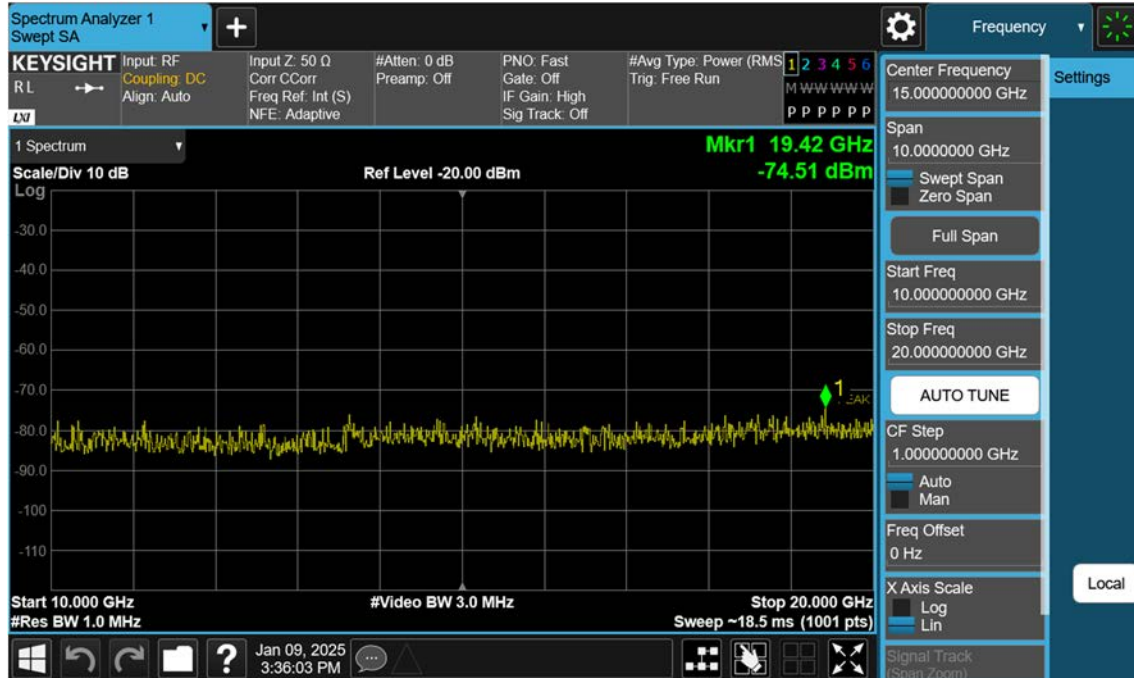 Spectrum Analyzer 1
Swept SA
Frequency
KEYSIGHT
R L
LXI
Input: RF
Coupling: DC
Align: Auto
Input Z: 50 Ω
Corr CCorr
Freq Ref: Int (S)
NFE: Adaptive
#Atten: 0 dB
Preamp: Off
PNO: Fast
Gate: Off
IF Gain: High
Sig Track: Off
#Avg Type: Power (RMS
Trig: Free Run
1 2 3 4 5 6
M W W W W W
P P P P P P
1 Spectrum
Mkr1 19.42 GHz
-74.51 dBm
Scale/Div 10 dB
Ref Level -20.00 dBm
Log
-30.0
-40.0
-50.0
-60.0
-70.0
-80.0
-90.0
-100
-110
1
Start 10.000 GHz
#Video BW 3.0 MHz
Stop 20.000 GHz
#Res BW 1.0 MHz
Sweep ~18.5 ms (1001 pts)
Jan 09, 2025
3:36:03 PM
Center Frequency
15.000000000 GHz
Span
10.0000000 GHz
Swept Span
Zero Span
Full Span
Start Freq
10.000000000 GHz
Stop Freq
20.000000000 GHz
AUTO TUNE
CF Step
1.000000000 GHz
Auto
Man
Freq Offset
0 Hz
X Axis Scale
Log
Lin
Signal Track
(Span Zoom)
Settings
Local